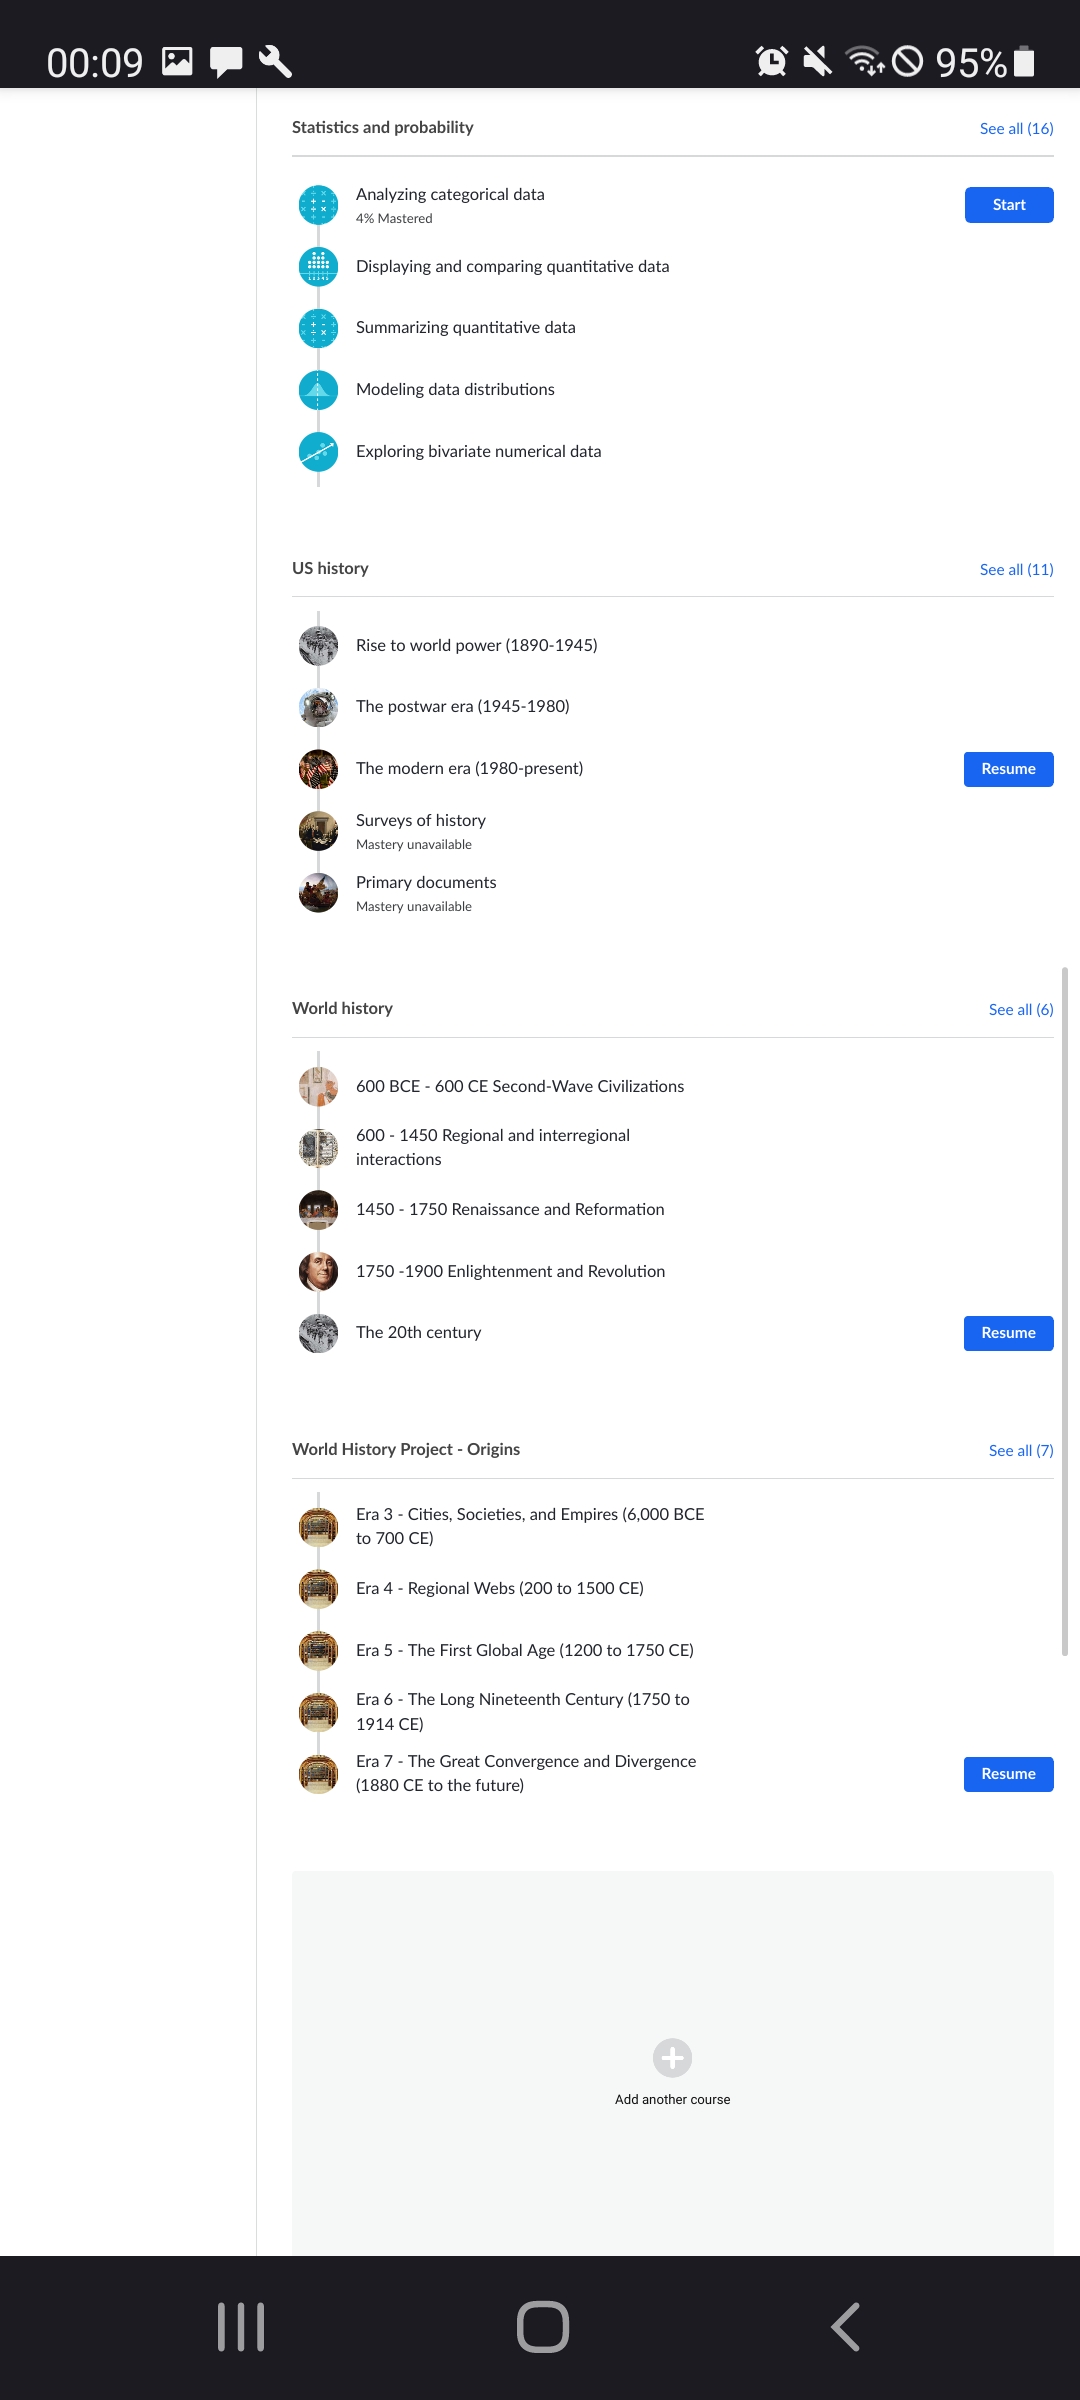 00:09
95%
Statistics and probability
See all (16)
Analyzing categorical data
4% Mastered
Start
Displaying and comparing quantitative data
Summarizing quantitative data
Modeling data distributions
Exploring bivariate numerical data
US history
See all (11)
Rise to world power (1890-1945)
The postwar era (1945-1980)
The modern era (1980-present)
Resume
Surveys of history
Mastery unavailable
Primary documents
Mastery unavailable
World history
See all (6)
600 BCE - 600 CE Second-Wave Civilizations
600 - 1450 Regional and interregional
interactions
1450 - 1750 Renaissance and Reformation
1750 -1900 Enlightenment and Revolution
The 20th century
Resume
World History Project - Origins
See all (7)
Era 3 - Cities, Societies, and Empires (6,000 BCE
to 700 CE)
Era 4 - Regional Webs (200 to 1500 CE)
Era 5 - The First Global Age (1200 to 1750 CE)
Era 6 - The Long Nineteenth Century (1750 to
1914 CE)
Era 7 - The Great Convergence and Divergence
(1880 CE to the future)
Resume
Add another course